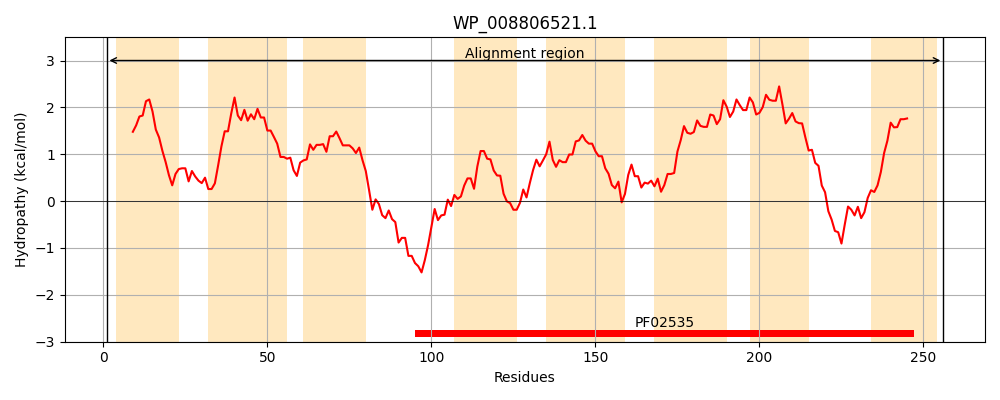 WP_008806521.1
Alignment region
Hydropathy (kcal/mol)
3
2
1
0
−1
−2
−3
PF02535
0 50 100 150 200 250
Residues